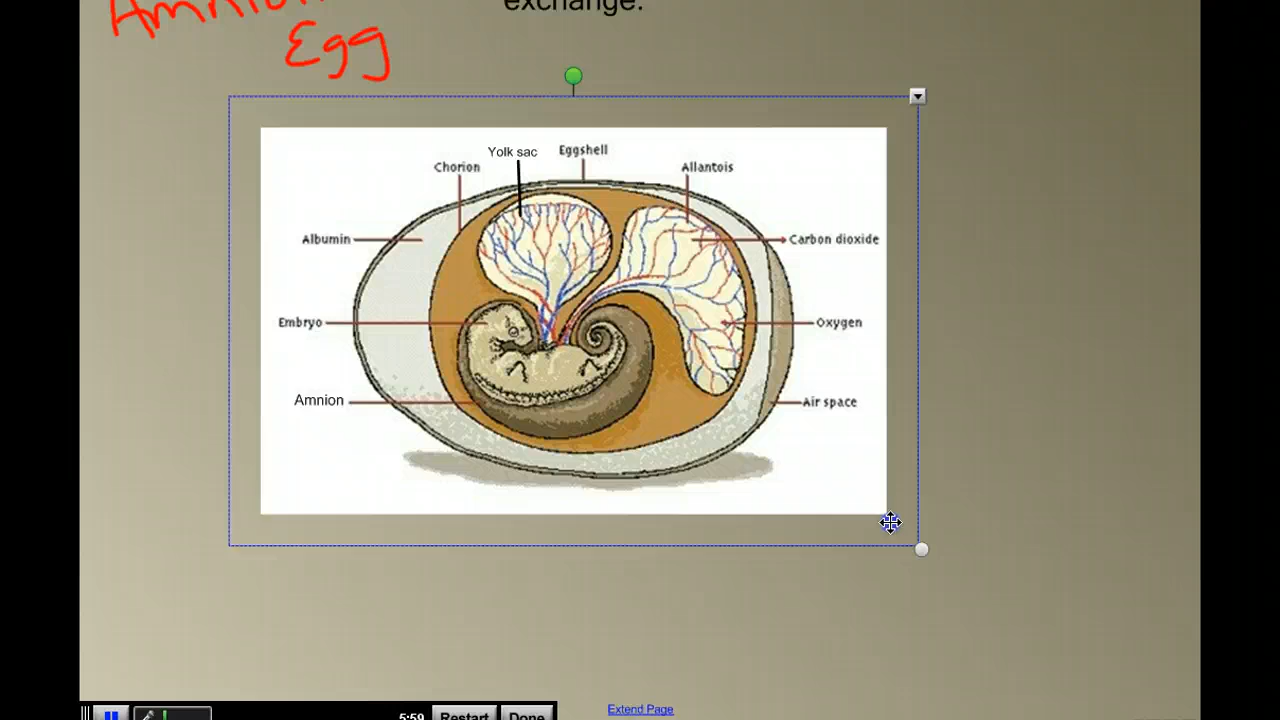 exchange.
Egg
Yolk sac
Eggshell
Chorion
Allantois
Albumin
Carbon dioxide
Embryo
Oxygen
Amnion
Air space
5:59
Restart
Done
Extend Page